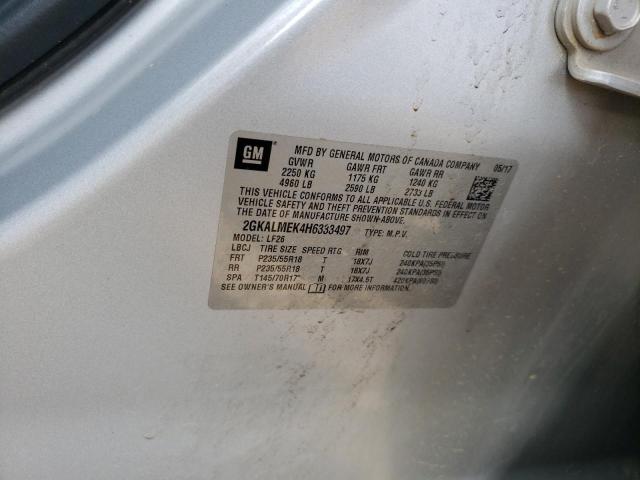 GM
MFD BY GENERAL MOTORS OF CANADA COMPANY 05/17
GVWR GAWR FRT GAWR RR
2250 KG 1175 KG 1240 KG
4960 LB 2590 LB 2733 LB
THIS VEHICLE CONFORMS TO ALL APPLICABLE U.S. FEDERAL MOTOR
VEHICLE SAFETY AND THEFT PREVENTION STANDARDS IN EFFECT ON
THE DATE OF MANUFACTURE SHOWN ABOVE.
2GKALMEK4H6333497 TYPE: M.P.V.
MODEL: LF26
LBCJ TIRE SIZE SPEED RTG RIM COLD TIRE PRESSURE
FRT P235/55R18 T 18X7J 240KPA(35PSI)
RR P235/55R18 T 18X7J 240KPA(35PSI)
SPA T145/70R17 M 17X4.5T 420KPA(60PSI)
SEE OWNER'S MANUAL FOR MORE INFORMATION.